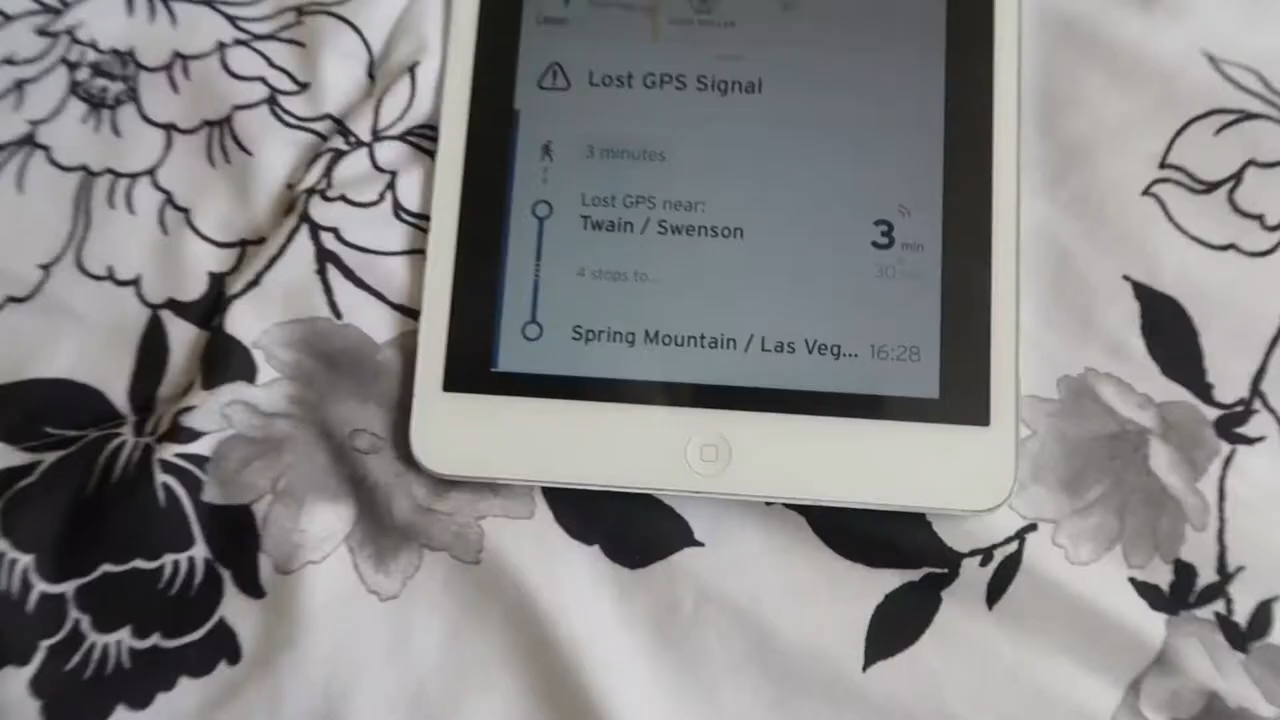 Lost GPS Signal
3 minutes
Lost GPS near:
Twain / Swenson
3 min
4 stops to...
30
Spring Mountain / Las Veg... 16:28